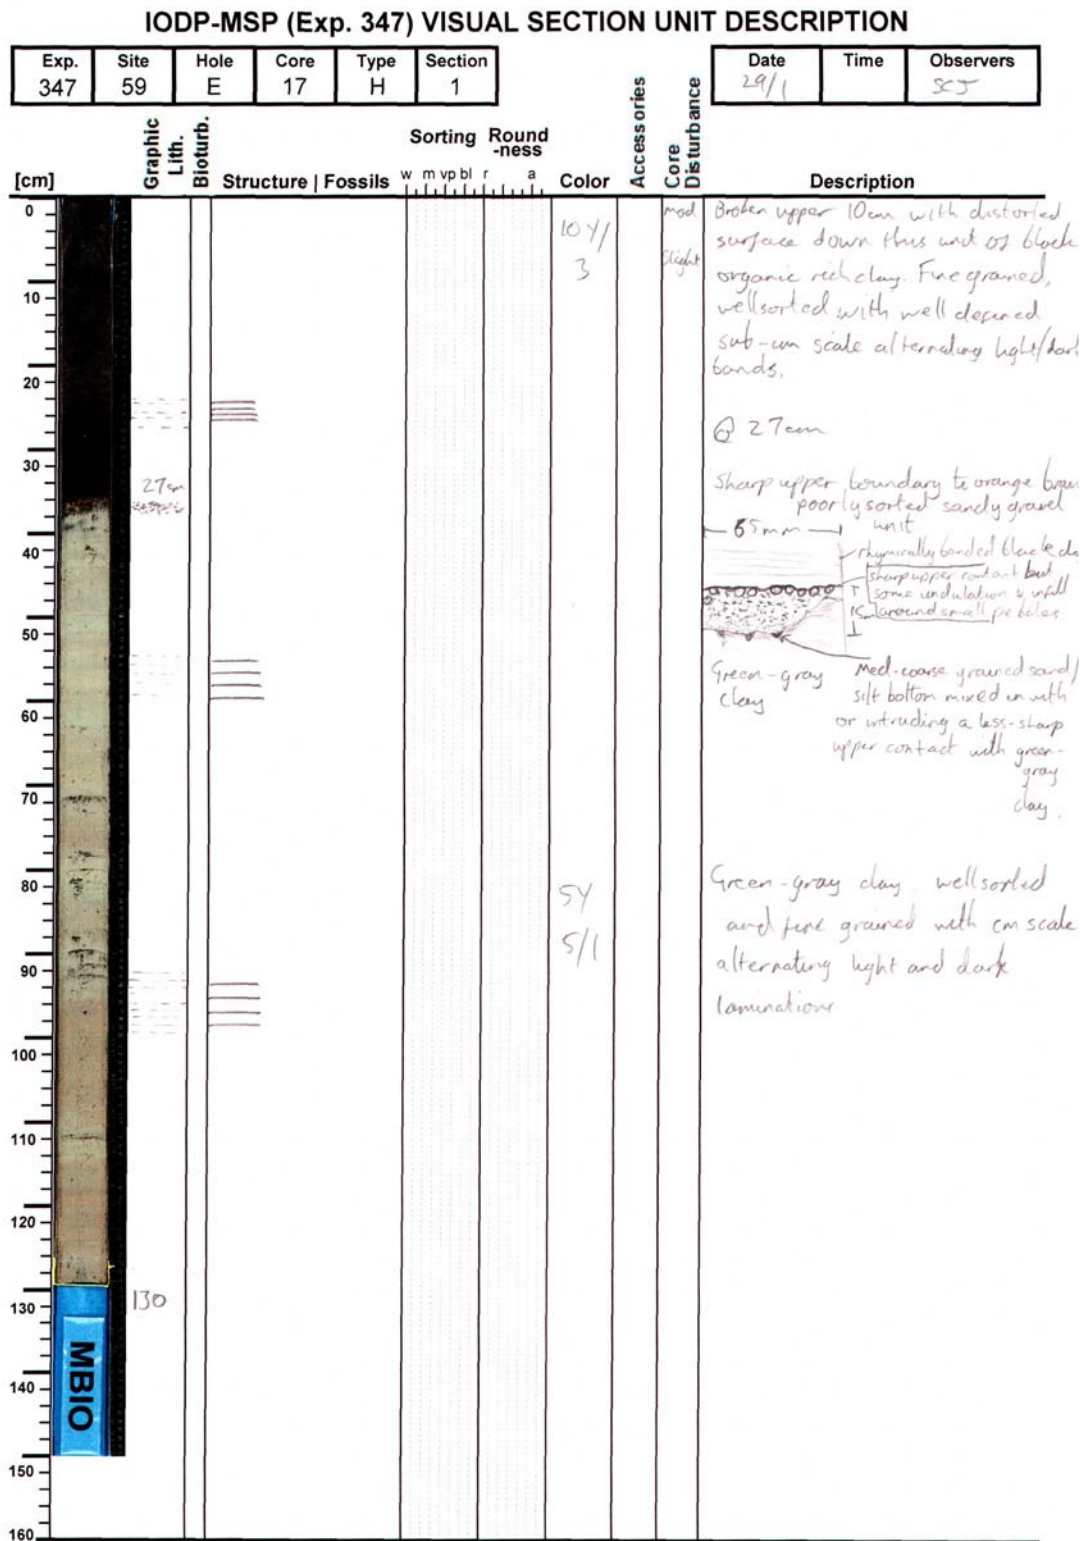 IODP-MSP (Exp. 347) VISUAL SECTION UNIT DESCRIPTION
Exp. Site Hole Core Type Section
347 59 E 17 H 1
Date Time Observers
29/1 SCJ
[cm]
Graphic Lith.
Bioturb.
Structure | Fossils
Sorting
w m vp bl
Round
-ness
r a
Color
Accessories
Core
Disturbance
Description
0
10
20
30
40
50
60
70
80
90
100
110
120
130
140
150
160
27cm
130
MBIO
10Y/
3
5Y
5/1
mod
slight
Broken upper 10cm with distorted
surface down this unit of black
organic rich clay. Fine grained,
well sorted with well defined
sub-cm scale alternating light/dark
bands.
@ 27cm
Sharp upper boundary to orange brown
poorly sorted sandy gravel
unit
65mm
banded black
sharp upper contact but
some undulation & infill
around small pebbles
Green-gray
clay
Med-coarse grained sand/
silt bottom mixed in with
or intruding a less-sharp
upper contact with green-
gray
clay.
Green-gray clay well sorted
and fine grained with cm scale
alternating light and dark
laminations